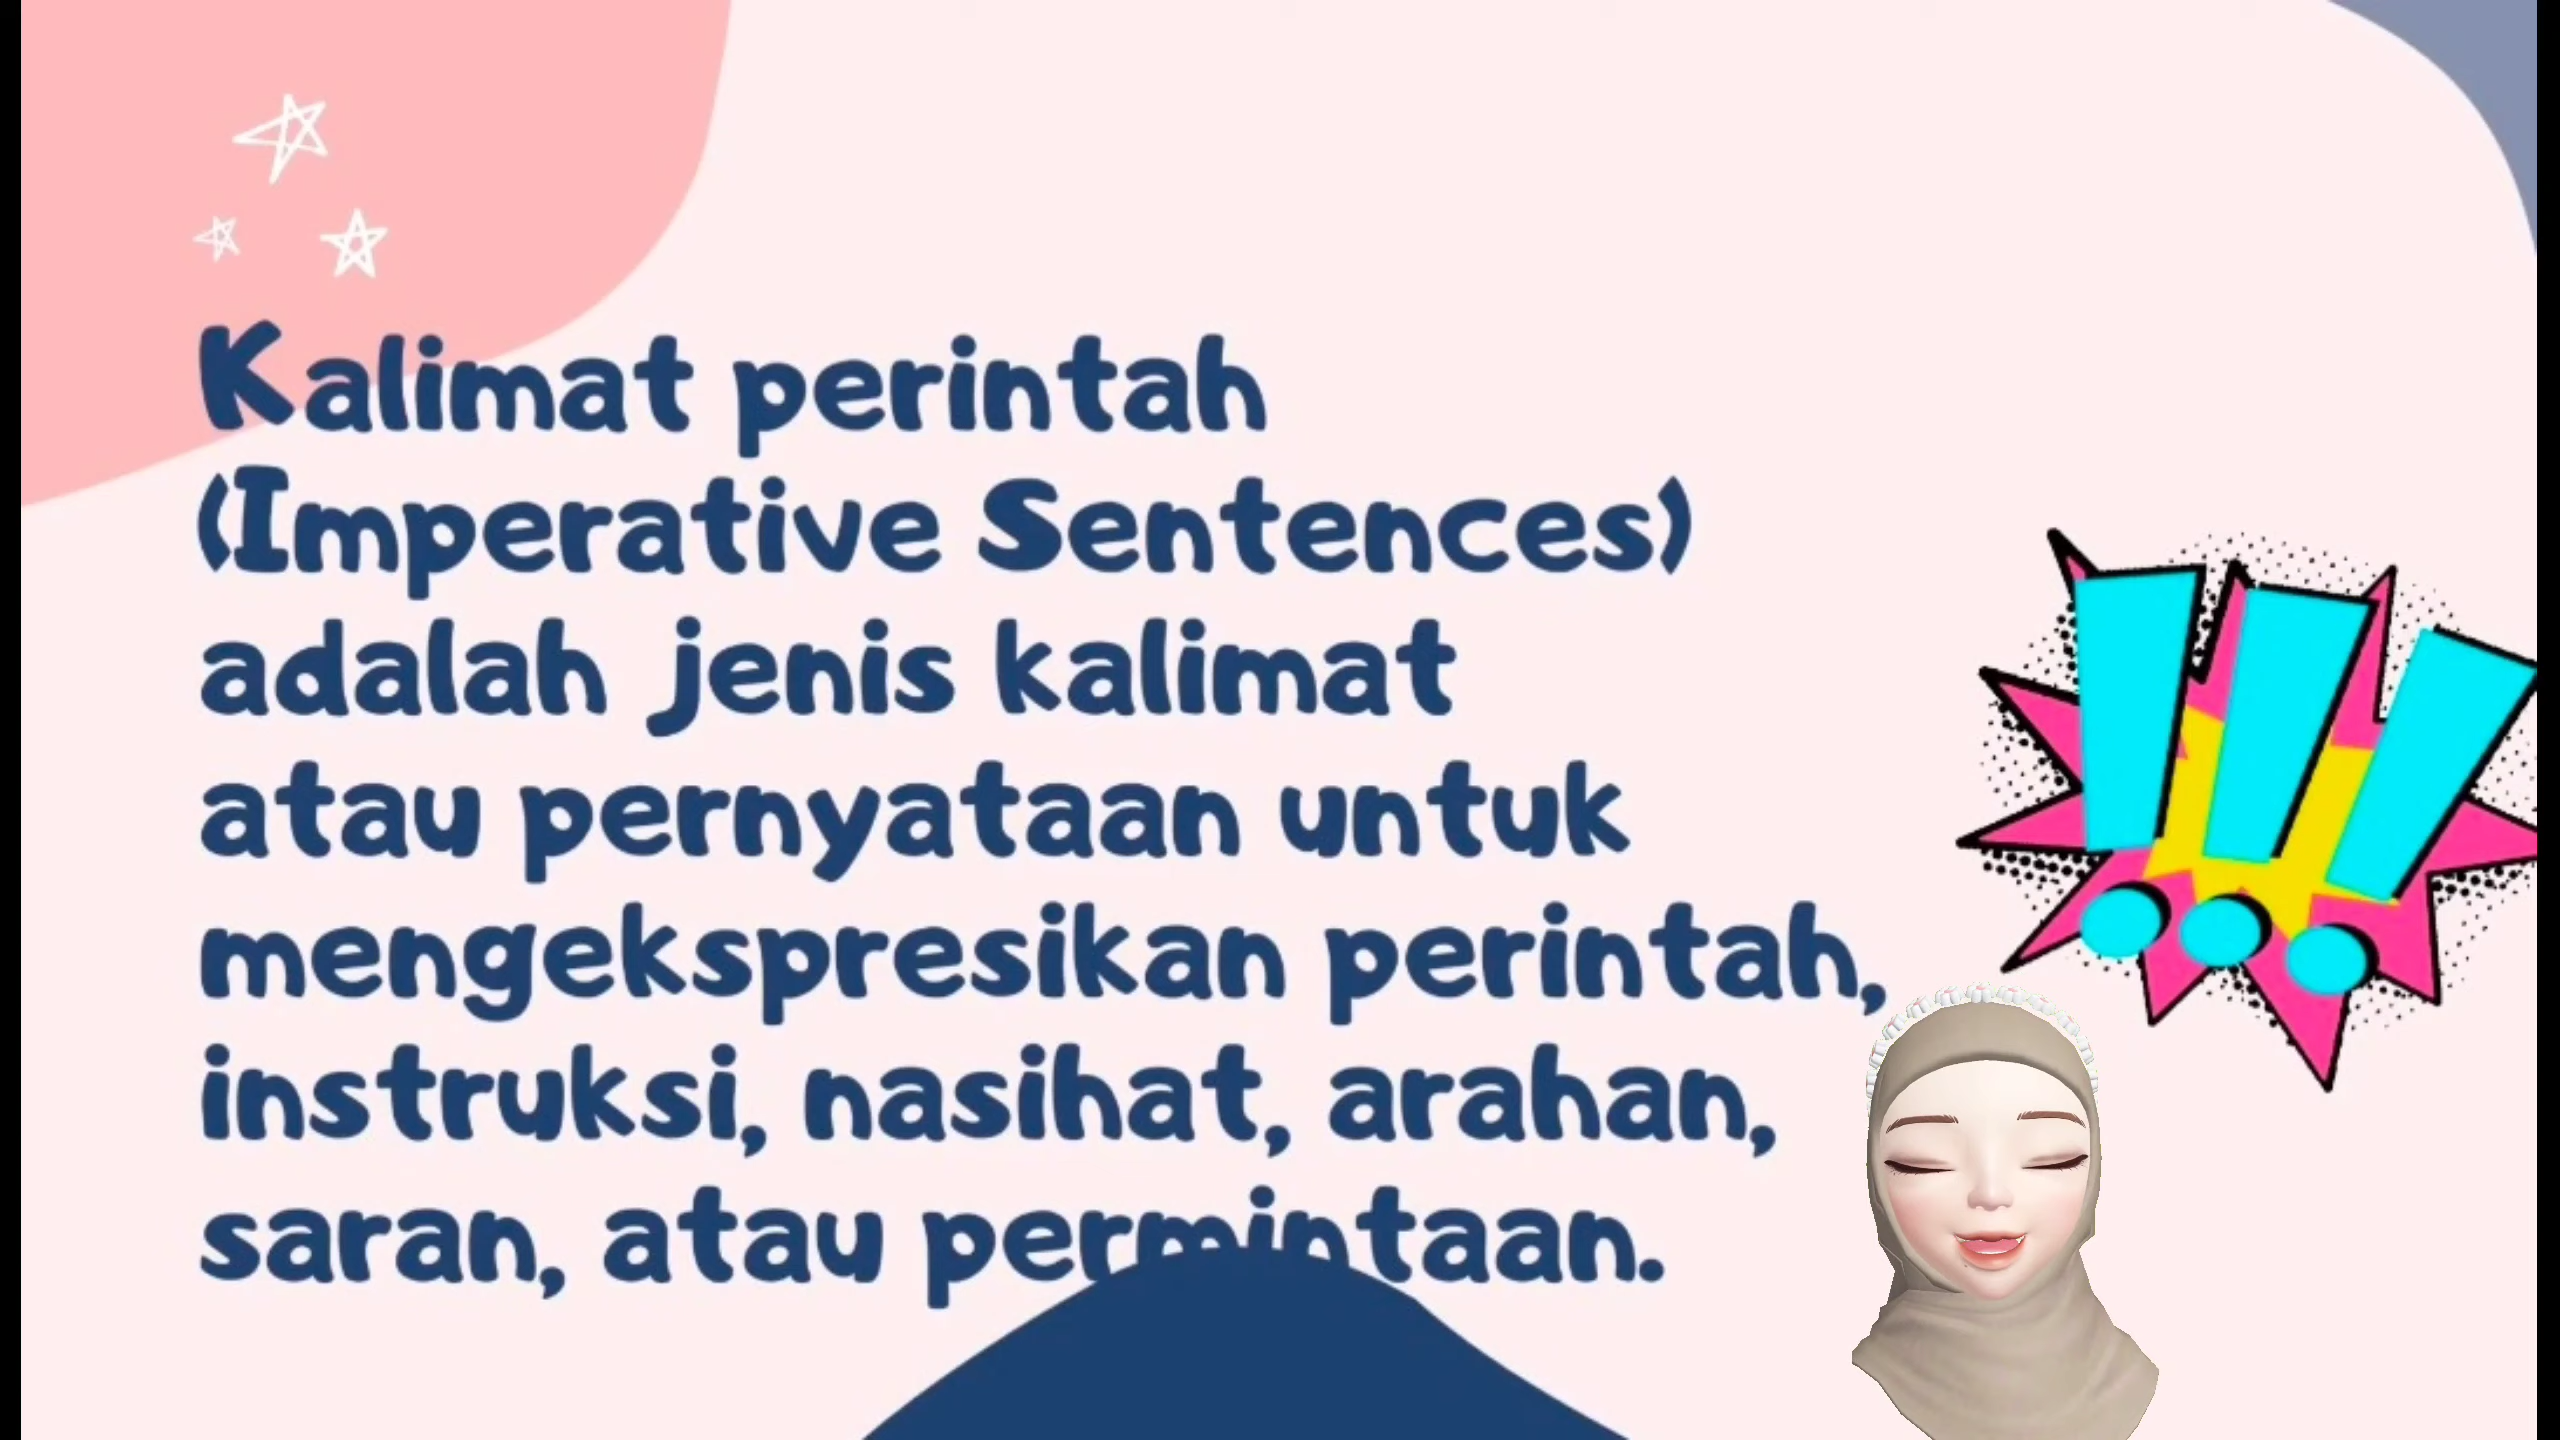 Kalimat perintah
(Imperative Sentences)
adalah jenis kalimat
atau pernyataan untuk
mengekspresikan perintah,
instruksi, nasihat, arahan,
saran, atau permintaan.